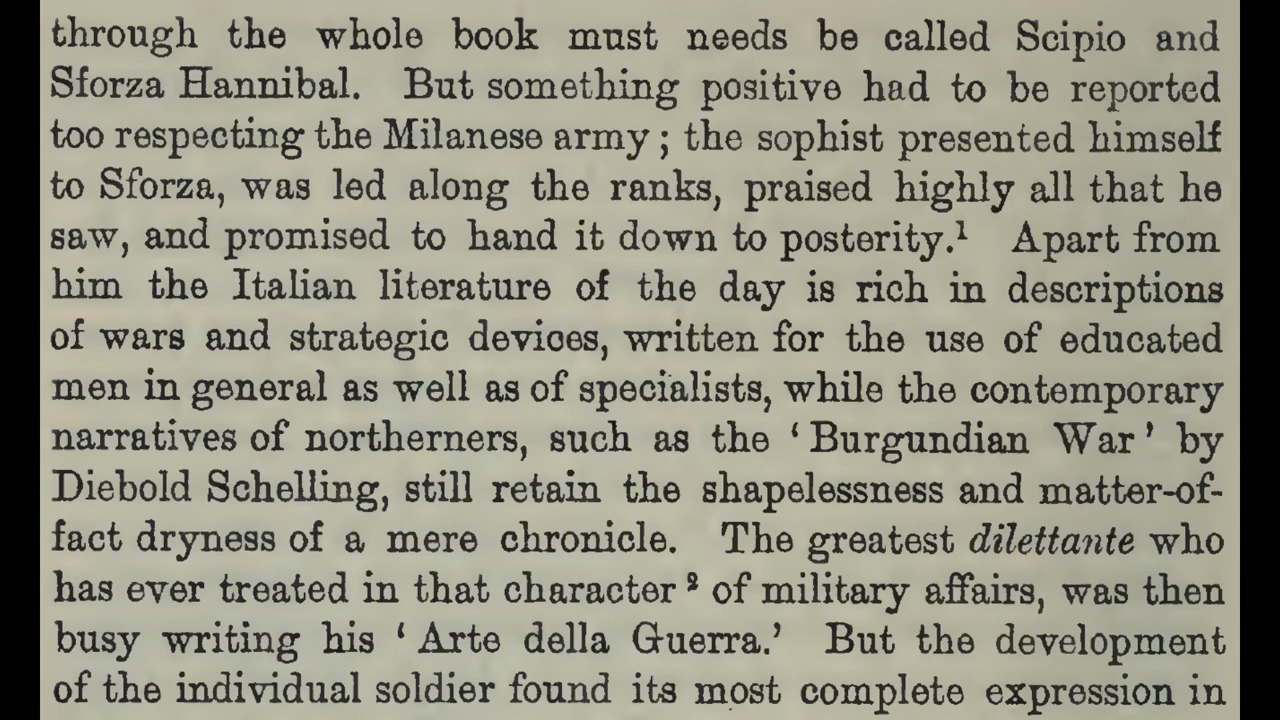 through the whole book must needs be called Scipio and
Sforza Hannibal. But something positive had to be reported
too respecting the Milanese army; the sophist presented himself
to Sforza, was led along the ranks, praised highly all that he
saw, and promised to hand it down to posterity.¹ Apart from
him the Italian literature of the day is rich in descriptions
of wars and strategic devices, written for the use of educated
men in general as well as of specialists, while the contemporary
narratives of northerners, such as the ‘Burgundian War’ by
Diebold Schelling, still retain the shapelessness and matter-of-
fact dryness of a mere chronicle. The greatest dilettante who
has ever treated in that character ² of military affairs, was then
busy writing his ‘Arte della Guerra.’ But the development
of the individual soldier found its most complete expression in